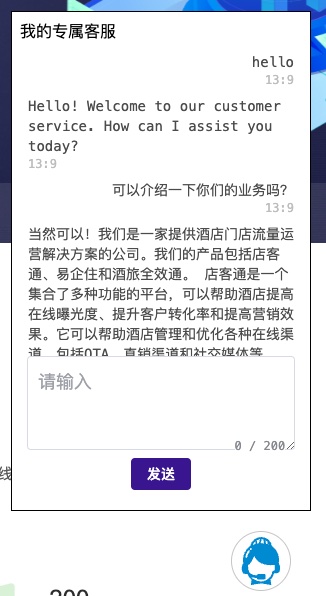 我的专属客服
hello
13:9
Hello! Welcome to our customer
service. How can I assist you
today?
13:9
可以介绍一下你们的业务吗?
13:9
当然可以! 我们是一家提供酒店门店流量运
营解决方案的公司。我们的产品包括店客
通、易企住和酒旅全效通。 店客通是一个
集合了多种功能的平台，可以帮助酒店提高
在线曝光度、提升客户转化率和提高营销效
果。它可以帮助酒店管理和优化各种在线渠
道，包括OTA、直销渠道和社交媒体等
请输入
0 / 200
发送
线
200